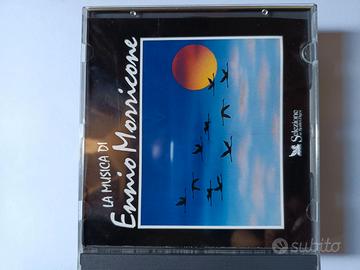 LA MUSICA DI
Ennio Morricone
Selezione
subito